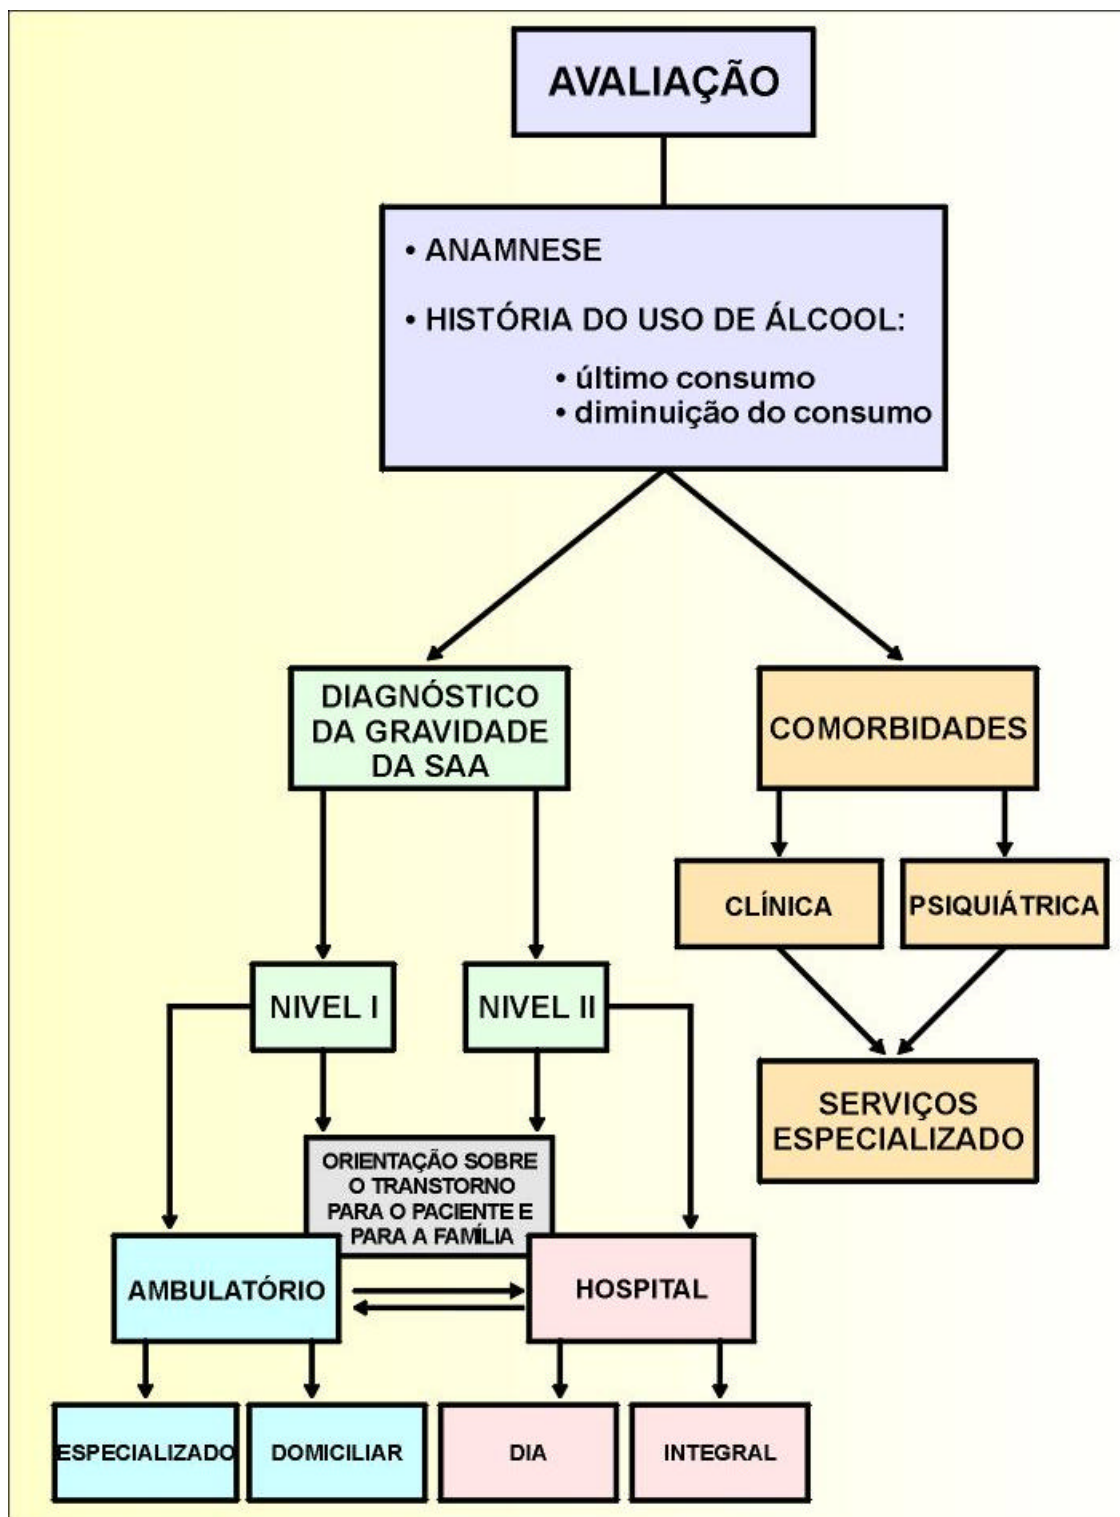 AVALIAÇÃO
• ANAMNESE
• HISTÓRIA DO USO DE ÁLCOOL:
• último consumo
• diminuição do consumo
DIAGNÓSTICO
DA GRAVIDADE
DA SAA
COMORBIDADES
CLÍNICA
PSIQUIÁTRICA
NIVEL I
NIVEL II
SERVIÇOS
ESPECIALIZADO
ORIENTAÇÃO SOBRE
O TRANSTORNO
PARA O PACIENTE E
PARA A FAMÍLIA
AMBULATÓRIO
HOSPITAL
ESPECIALIZADO
DOMICILIAR
DIA
INTEGRAL